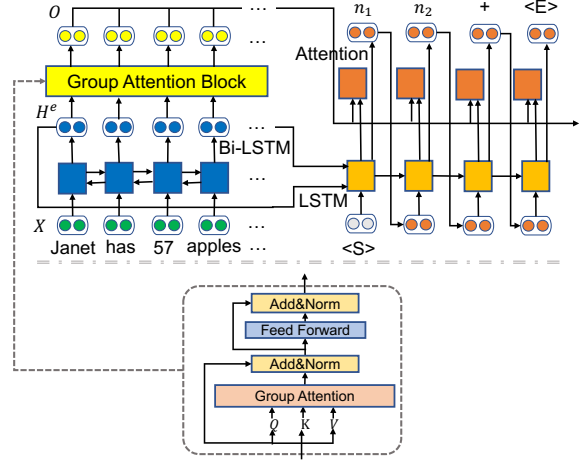 O … n₁ n₂ + <E>
…
Attention
Group Attention Block
Hᵉ …
Bi-LSTM
…
LSTM
X …
Janet has 57 apples … <S>
Add&Norm
Feed Forward
Add&Norm
Group Attention
Q K V